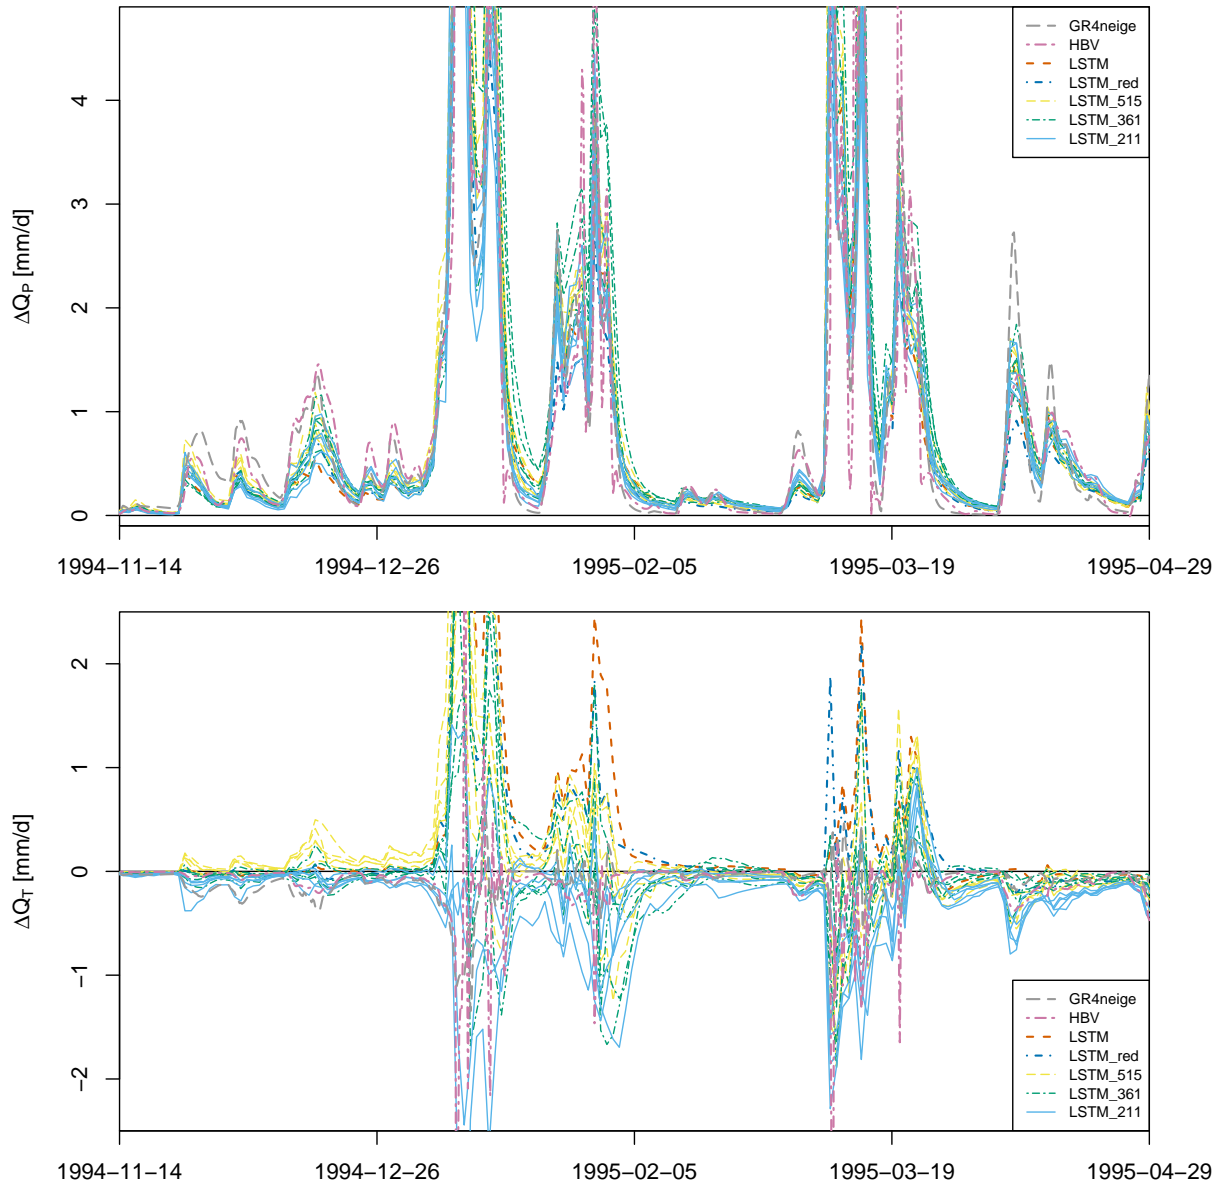 ΔQP [mm/d]
4
3
2
1
0
GR4neige
HBV
LSTM
LSTM_red
LSTM_515
LSTM_361
LSTM_211
1994−11−14 1994−12−26 1995−02−05 1995−03−19 1995−04−29
ΔQT [mm/d]
2
1
0
−1
−2
GR4neige
HBV
LSTM
LSTM_red
LSTM_515
LSTM_361
LSTM_211
1994−11−14 1994−12−26 1995−02−05 1995−03−19 1995−04−29